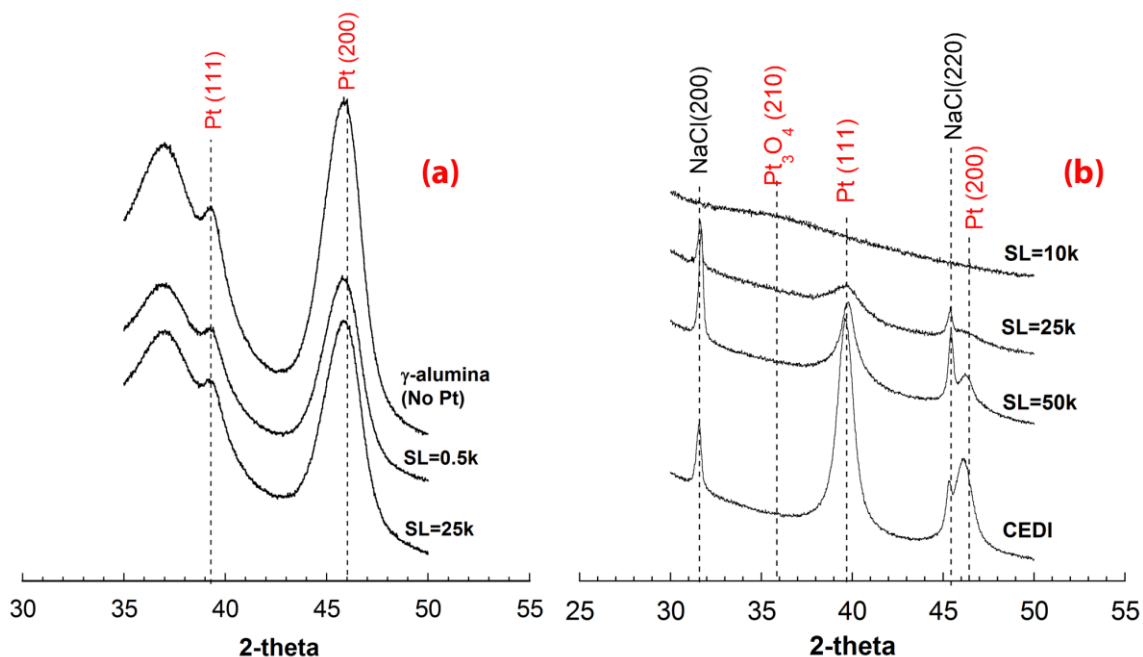 Pt (111)
Pt (200)
(a)
γ-alumina
(No Pt)
SL=0.5k
SL=25k
30 35 40 45 50 55
2-theta
NaCl(200)
Pt₃O₄ (210)
Pt (111)
NaCl(220)
Pt (200)
(b)
SL=10k
SL=25k
SL=50k
CEDI
25 30 35 40 45 50 55
2-theta